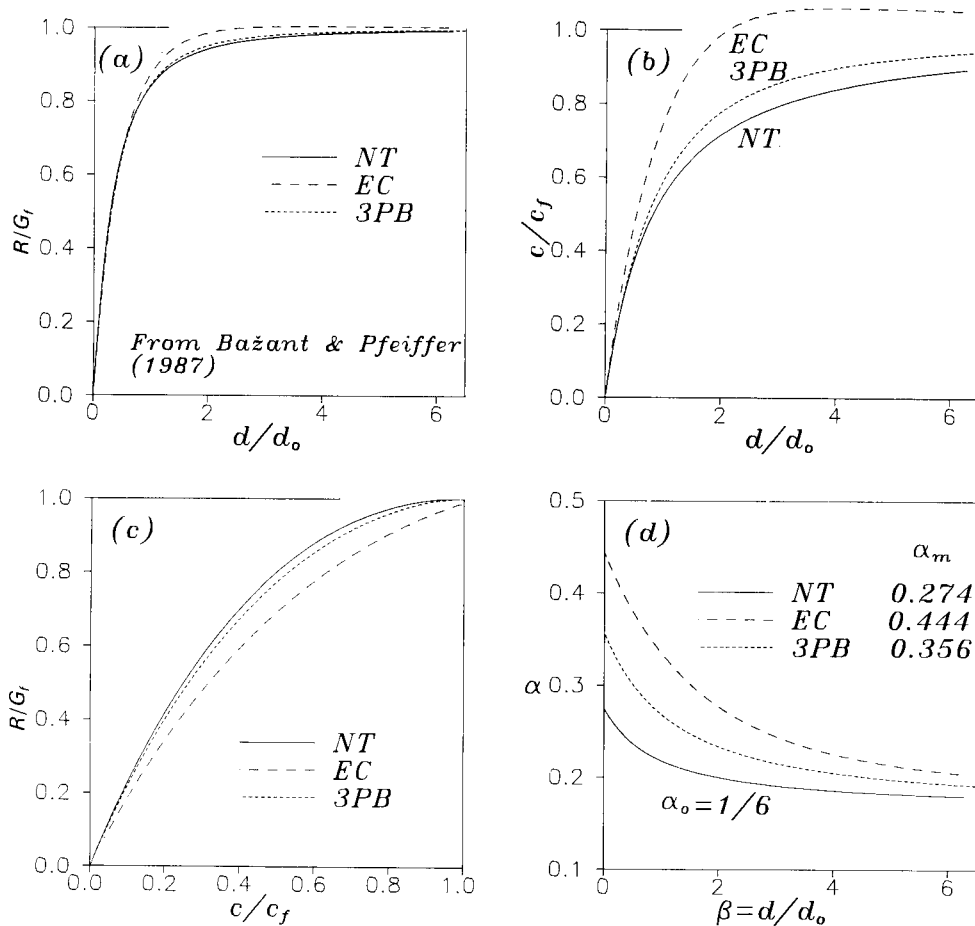 (a)
1.0
0.8
0.6
0.4
0.2
0.0
R/G_f
NT
EC
3PB
From Bažant & Pfeiffer
(1987)
0 2 4 6
d/d_o
(b)
1.0
0.8
0.6
0.4
0.2
0.0
c/c_f
EC
3PB
NT
0 2 4 6
d/d_o
(c)
1.0
0.8
0.6
0.4
0.2
0.0
R/G_f
NT
EC
3PB
0.0 0.2 0.4 0.6 0.8 1.0
c/c_f
(d)
0.5
0.4
0.3
0.2
0.1
α
α_m
NT 0.274
EC 0.444
3PB 0.356
α_o=1/6
0 2 4 6
β=d/d_o